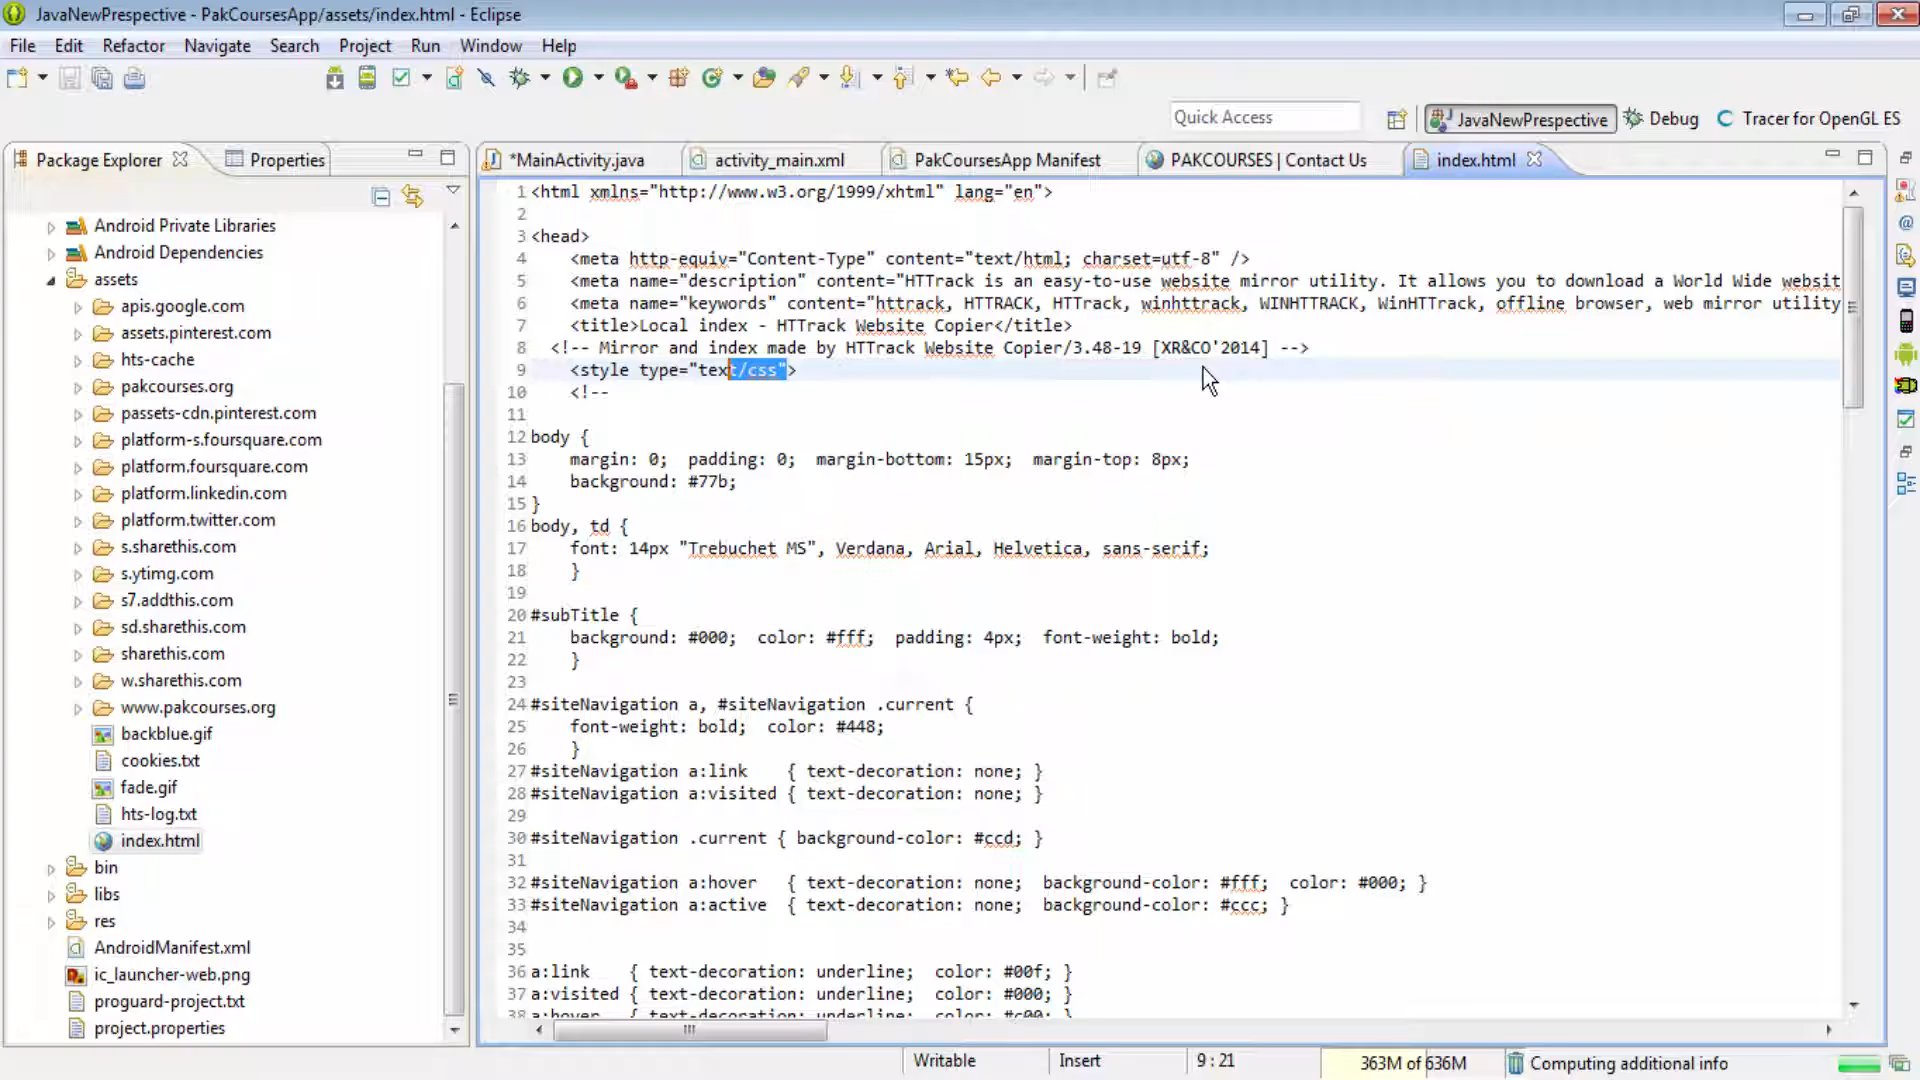 JavaNewPrespective - PakCoursesApp/assets/index.html - Eclipse
File Edit Refactor Navigate Search Project Run Window Help
Quick Access JavaNewPrespective Debug Tracer for OpenGL ES
Package Explorer Properties
*MainActivity.java activity_main.xml PakCoursesApp Manifest PAKCOURSES | Contact Us index.html
Android Private Libraries
Android Dependencies
assets
apis.google.com
assets.pinterest.com
hts-cache
pakcourses.org
passets-cdn.pinterest.com
platform-s.foursquare.com
platform.foursquare.com
platform.linkedin.com
platform.twitter.com
s.sharethis.com
s.ytimg.com
s7.addthis.com
sd.sharethis.com
sharethis.com
w.sharethis.com
www.pakcourses.org
backblue.gif
cookies.txt
fade.gif
hts-log.txt
index.html
bin
libs
res
AndroidManifest.xml
ic_launcher-web.png
proguard-project.txt
project.properties
1 <html xmlns="http://www.w3.org/1999/xhtml" lang="en">
2
3 <head>
4 <meta http-equiv="Content-Type" content="text/html; charset=utf-8" />
5 <meta name="description" content="HTTrack is an easy-to-use website mirror utility. It allows you to download a World Wide websit
6 <meta name="keywords" content="httrack, HTTRACK, HTTrack, winhttrack, WINHTTRACK, WinHTTrack, offline browser, web mirror utility
7 <title>Local index - HTTrack Website Copier</title>
8 <!-- Mirror and index made by HTTrack Website Copier/3.48-19 [XR&CO'2014] -->
9 <style type="text/css">
10 <!--
11
12 body {
13 margin: 0; padding: 0; margin-bottom: 15px; margin-top: 8px;
14 background: #77b;
15 }
16 body, td {
17 font: 14px "Trebuchet MS", Verdana, Arial, Helvetica, sans-serif;
18 }
19
20 #subTitle {
21 background: #000; color: #fff; padding: 4px; font-weight: bold;
22 }
23
24 #siteNavigation a, #siteNavigation .current {
25 font-weight: bold; color: #448;
26 }
27 #siteNavigation a:link { text-decoration: none; }
28 #siteNavigation a:visited { text-decoration: none; }
29
30 #siteNavigation .current { background-color: #ccd; }
31
32 #siteNavigation a:hover { text-decoration: none; background-color: #fff; color: #000; }
33 #siteNavigation a:active { text-decoration: none; background-color: #ccc; }
34
35
36 a:link { text-decoration: underline; color: #00f; }
37 a:visited { text-decoration: underline; color: #000; }
38 a:hover { text-decoration: underline; color: #c00; }
Writable Insert 9 : 21 363M of 636M Computing additional info